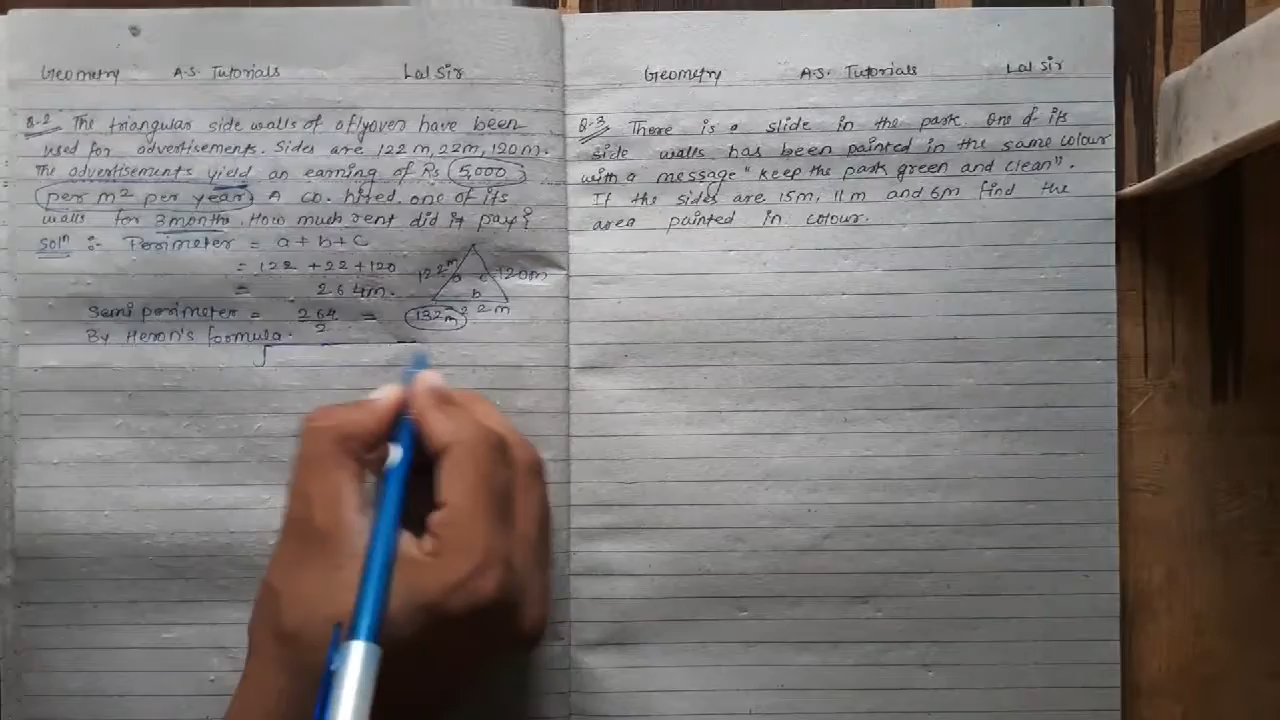 Geometry A.S. Tutorials Lal Sir
Q-2 The triangular side walls of a flyover have been
used for advertisements. Sides are 122 m, 22m, 120m.
The advertisements yield an earning of Rs 5,000
per m² per year. A co. hired one of its
walls for 3 months. How much rent did it pay?
Solⁿ :- Perimeter = a + b + c
= 122 + 22 + 120
= 264m.
122m a c 120m
b
22m
Semi perimeter = 264/2 = 132m
By Heron's formula.
√
Geometry A.S. Tutorials Lal Sir
Q-3 There is a slide in the park. One of its
side walls has been painted in the same colour
with a message "keep the park green and clean".
If the sides are 15m, 11m and 6m find the
area painted in colour.